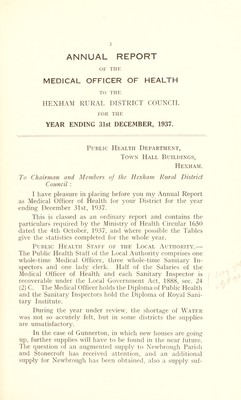 3
ANNUAL REPORT
OF THE
MEDICAL OFFICER OF HEALTH
TO THE
HEXHAM RURAL DISTRICT COUNCIL.
FOR THE
YEAR ENDING 31st DECEMBER, 1937.
PUBLIC HEALTH DEPARTMENT,
TOWN HALL BUILDINGS,
HEXHAM.
To Chairman and Members of the Hexham Rural District
Council:
I have pleasure in placing before you my Annual Report
as Medical Officer of Health for your District for the year
ending December 31st, 1937.
This is classed as an ordinary report and contains the
particulars required by the Ministry of Health Circular 1650
dated the 4th October, 1937, and where possible the Tables
give the statistics completed for the whole year.
PUBLIC HEALTH STAFF OF THE LOCAL AUTHORITY.—
The Public Health Staff of the Local Authority comprises one
whole-time Medical Officer, three whole-time Sanitary In-
spectors and one lady clerk. Half of the Salaries of the
Medical Officer of Health and each Sanitary Inspector is
recoverable under the Local Government Act, 1888, sec. 24
(2) C. The Medical Officer holds the Diploma of Public Health
and the Sanitary Inspectors hold the Diploma of Royal Sani-
tary Institute.
During the year under review, the shortage of WATER
was not so acutely felt, but in some districts the supplies
are unsatisfactory.
In the case of Gunnerton, in which new houses are going
up, further supplies will have to be found in the near future.
The question of an augmented supply to Newbrough Parish
and Stonecroft has received attention, and an additional
supply for Newbrough has been obtained, also a supply suf-